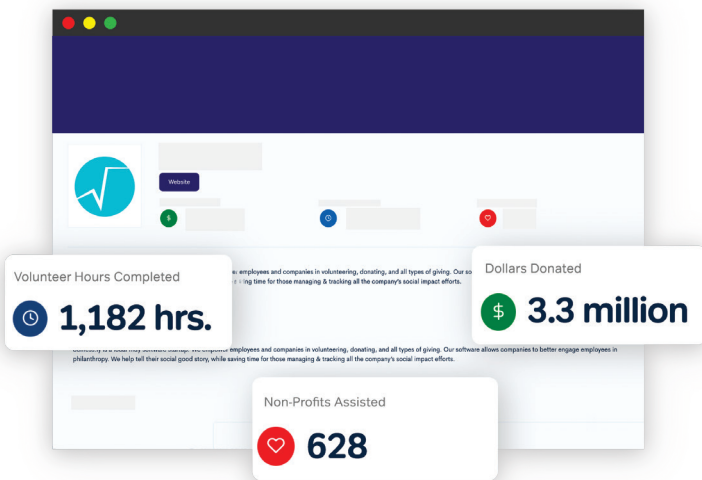 Website
employees and companies in volunteering, donating, and all types of giving. Our
time for those managing & tracking all the company's social impact efforts.
Volunteer Hours Completed
1,182 hrs.
Dollars Donated
$ 3.3 million
employees and companies in volunteering, donating, and all types of giving. Our software allows companies to better engage employees in
philanthropy. We help tell their social good story, while saving time for those managing & tracking all the company's social impact efforts.
Non-Profits Assisted
628